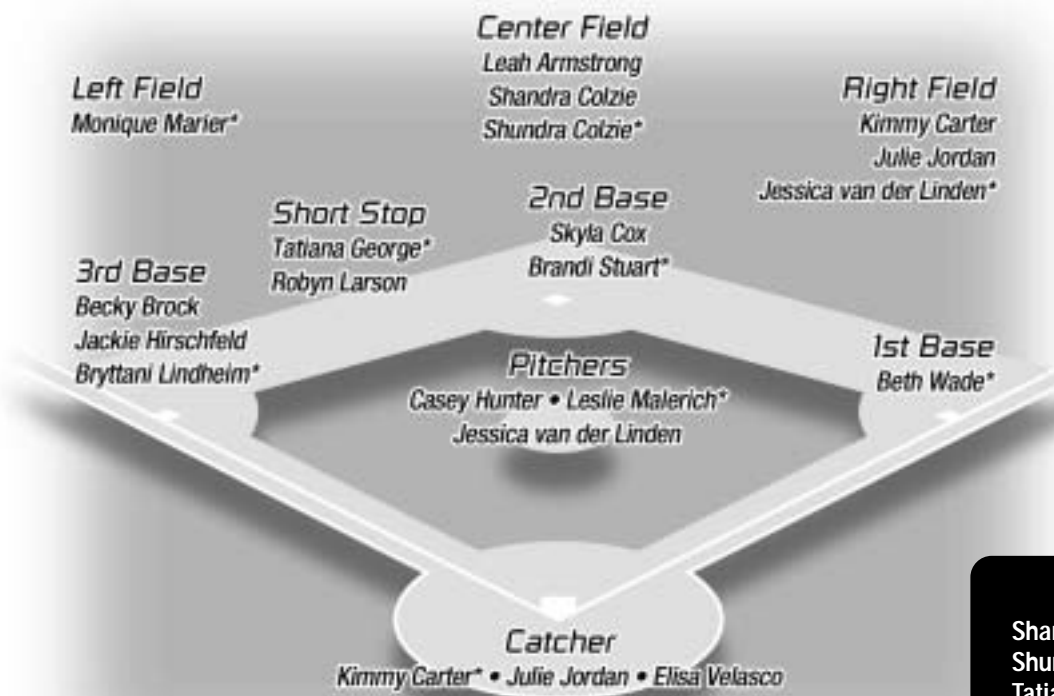 Center Field
Leah Armstrong
Shandra Colzie
Shundra Colzie*
Left Field
Monique Marier*
Right Field
Kimmy Carter
Julie Jordan
Jessica van der Linden*
Short Stop
Tatiana George*
Robyn Larson
2nd Base
Skyla Cox
Brandi Stuart*
3rd Base
Becky Brock
Jackie Hirschfeld
Bryttani Lindheim*
1st Base
Beth Wade*
Pitchers
Casey Hunter • Leslie Malerich*
Jessica van der Linden
Catcher
Kimmy Carter* • Julie Jordan • Elisa Velasco